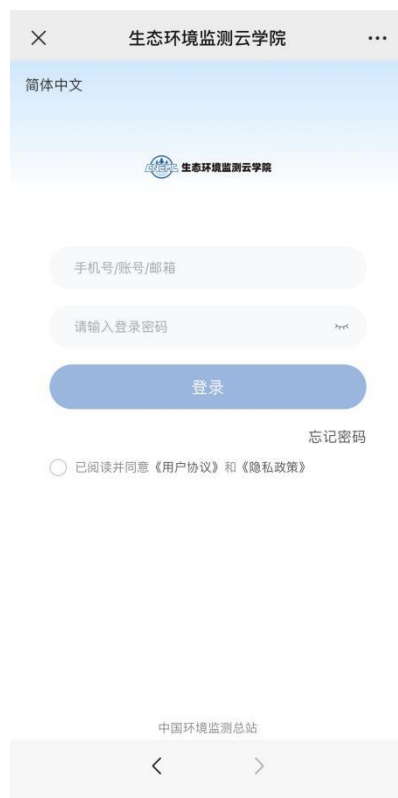 生态环境监测云学院
简体中文
CNEMC 生态环境监测云学院
手机号/账号/邮箱
请输入登录密码
登录
忘记密码
已阅读并同意《用户协议》和《隐私政策》
中国环境监测总站